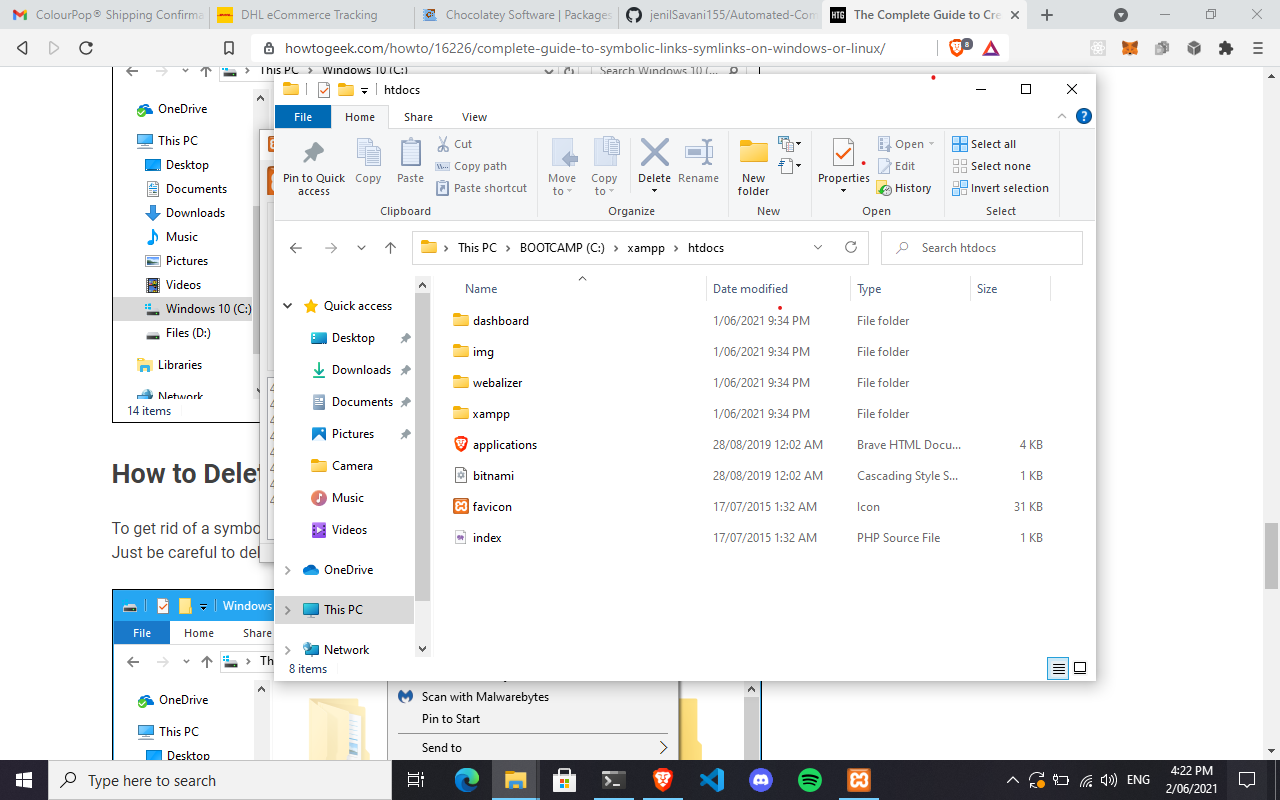 ColourPop® Shipping Confirma
DHL eCommerce Tracking
Chocolatey Software | Packages
jenilSavani155/Automated-Con
HTG The Complete Guide to Cre
howtogeek.com/howto/16226/complete-guide-to-symbolic-links-symlinks-on-windows-or-linux/
8
This PC Windows 10 (C:)
Search Windows 10 (...
OneDrive
This PC
Desktop
Documents
Downloads
Music
Pictures
Videos
Windows 10 (C:)
Files (D:)
Libraries
Network
14 items
How to Delet
To get rid of a symbo
Just be careful to del
Windows
File Home Share
OneDrive
This PC
Desktop
htdocs
File Home Share View
Pin to Quick access
Copy
Paste
Cut
Copy path
Paste shortcut
Clipboard
Move to
Copy to
Delete
Rename
Organize
New folder
New
Properties
Open
Edit
History
Open
Select all
Select none
Invert selection
Select
This PC BOOTCAMP (C:) xampp htdocs
Search htdocs
Quick access
Desktop
Downloads
Documents
Pictures
Camera
Music
Videos
OneDrive
This PC
Network
Name Date modified Type Size
dashboard 1/06/2021 9:34 PM File folder
img 1/06/2021 9:34 PM File folder
webalizer 1/06/2021 9:34 PM File folder
xampp 1/06/2021 9:34 PM File folder
applications 28/08/2019 12:02 AM Brave HTML Docu... 4 KB
bitnami 28/08/2019 12:02 AM Cascading Style S... 1 KB
favicon 17/07/2015 1:32 AM Icon 31 KB
index 17/07/2015 1:32 AM PHP Source File 1 KB
8 items
Scan with Malwarebytes
Pin to Start
Send to
Type here to search
ENG
4:22 PM
2/06/2021